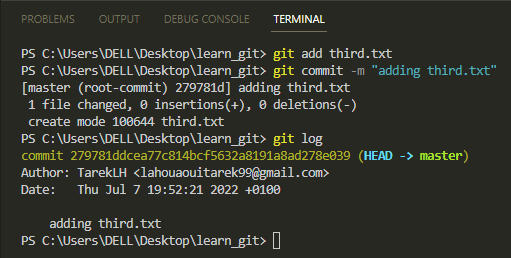 PROBLEMS OUTPUT DEBUG CONSOLE TERMINAL
PS C:\Users\DELL\Desktop\learn_git> git add third.txt
PS C:\Users\DELL\Desktop\learn_git> git commit -m "adding third.txt"
[master (root-commit) 279781d] adding third.txt
 1 file changed, 0 insertions(+), 0 deletions(-)
 create mode 100644 third.txt
PS C:\Users\DELL\Desktop\learn_git> git log
commit 279781ddcea77c814bcf5632a8191a8ad278e039 (HEAD -> master)
Author: TarekLH <lahouaouitarek99@gmail.com>
Date:   Thu Jul 7 19:52:21 2022 +0100
    adding third.txt
PS C:\Users\DELL\Desktop\learn_git>